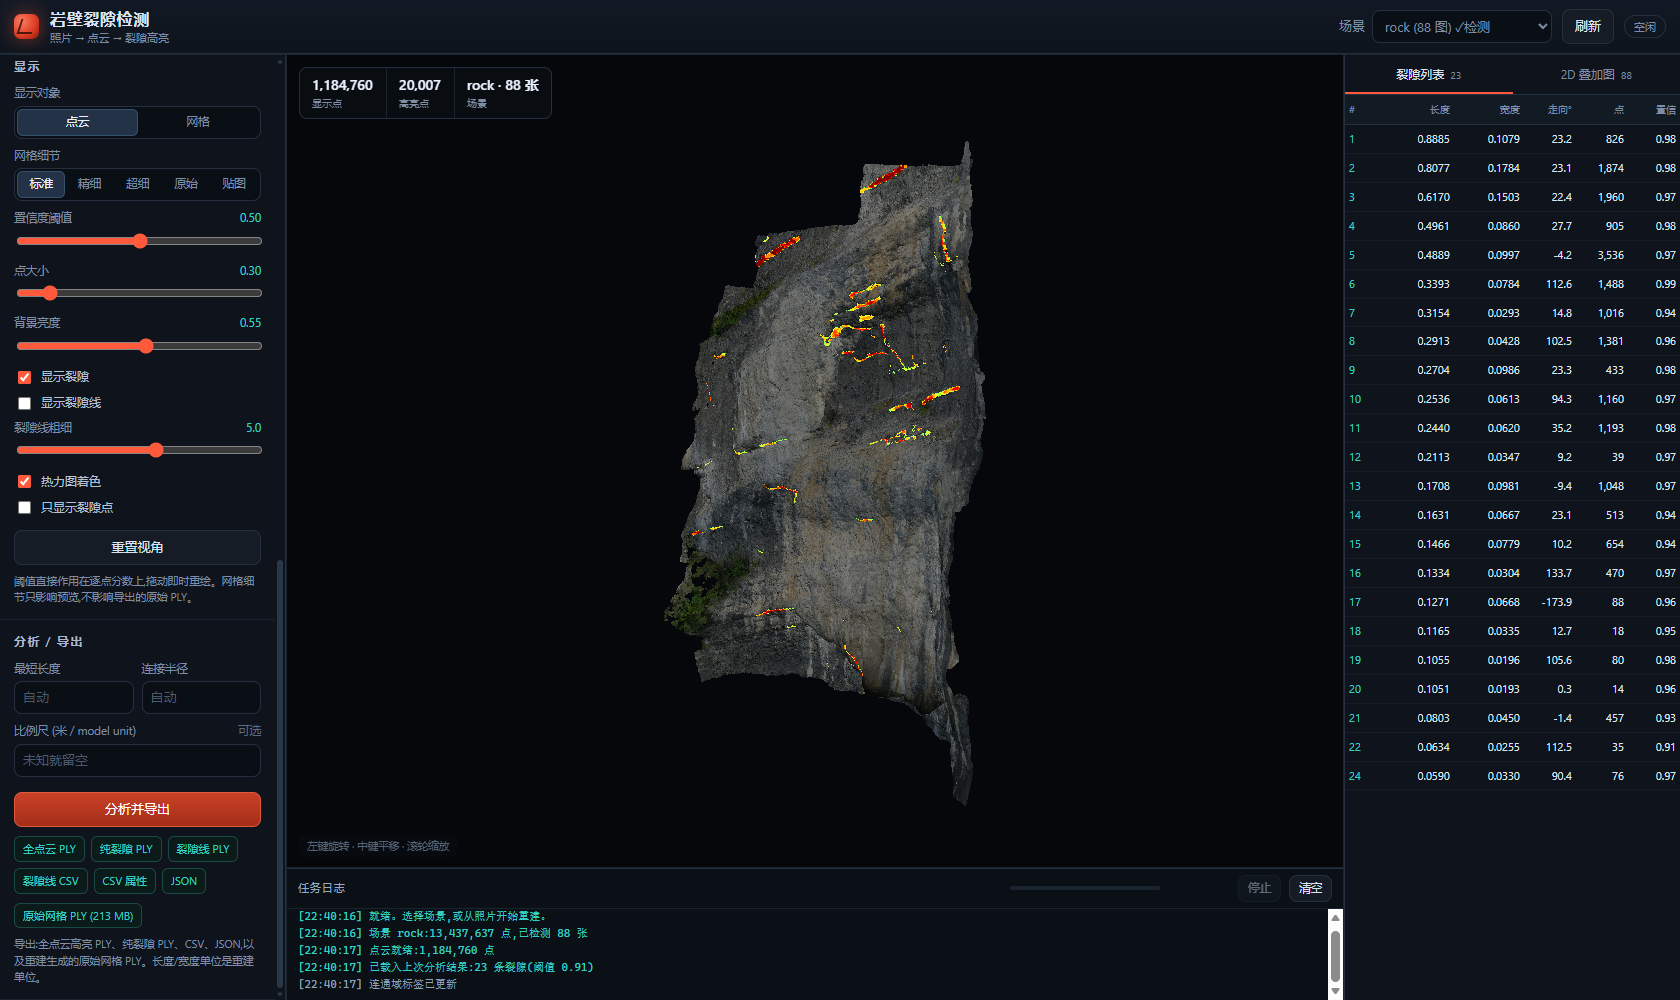 岩壁裂隙检测
照片 → 点云 → 裂隙高亮
场景
rock (88 图) ✓检测
刷新
空闲
显示
显示对象
点云
网格
网格细节
标准
精细
超细
原始
贴图
置信度阈值
0.50
点大小
0.30
背景亮度
0.55
显示裂隙
显示裂隙线
裂隙线粗细
5.0
热力图着色
只显示裂隙点
重置视角
阈值直接作用在逐点分数上,拖动即时重绘。网格细
节只影响预览,不影响导出的原始 PLY。
分析 / 导出
最短长度
连接半径
自动
自动
比例尺 (米 / model unit)
可选
未知就留空
分析并导出
全点云 PLY
纯裂隙 PLY
裂隙线 PLY
裂隙线 CSV
CSV 属性
JSON
原始网格 PLY (213 MB)
导出:全点云高亮 PLY、纯裂隙 PLY、CSV、JSON,以
及重建生成的原始网格 PLY。长度/宽度单位是重建
单位。
1,184,760
显示点
20,007
高亮点
rock · 88 张
场景
左键旋转 · 中键平移 · 滚轮缩放
任务日志
停止
清空
[22:40:16] 就绪。选择场景,或从照片开始重建。
[22:40:16] 场景 rock:13,437,637 点,已检测 88 张
[22:40:17] 点云就绪:1,184,760 点
[22:40:17] 已载入上次分析结果:23 条裂隙(阈值 0.91)
[22:40:17] 连通域标签已更新
裂隙列表 23
2D 叠加图 88
# 长度 宽度 走向° 点 置信
1 0.8885 0.1079 23.2 826 0.98
2 0.8077 0.1784 23.1 1,874 0.98
3 0.6170 0.1503 22.4 1,960 0.97
4 0.4961 0.0860 27.7 905 0.98
5 0.4889 0.0997 -4.2 3,536 0.97
6 0.3393 0.0784 112.6 1,488 0.99
7 0.3154 0.0293 14.8 1,016 0.94
8 0.2913 0.0428 102.5 1,381 0.96
9 0.2704 0.0986 23.3 433 0.98
10 0.2536 0.0613 94.3 1,160 0.97
11 0.2440 0.0620 35.2 1,193 0.98
12 0.2113 0.0347 9.2 39 0.97
13 0.1708 0.0981 -9.4 1,048 0.97
14 0.1631 0.0667 23.1 513 0.94
15 0.1466 0.0779 10.2 654 0.94
16 0.1334 0.0304 133.7 470 0.97
17 0.1271 0.0668 -173.9 88 0.96
18 0.1165 0.0335 12.7 18 0.95
19 0.1055 0.0196 105.6 80 0.98
20 0.1051 0.0193 0.3 14 0.96
21 0.0803 0.0450 -1.4 457 0.93
22 0.0634 0.0255 112.5 35 0.91
24 0.0590 0.0330 90.4 76 0.97